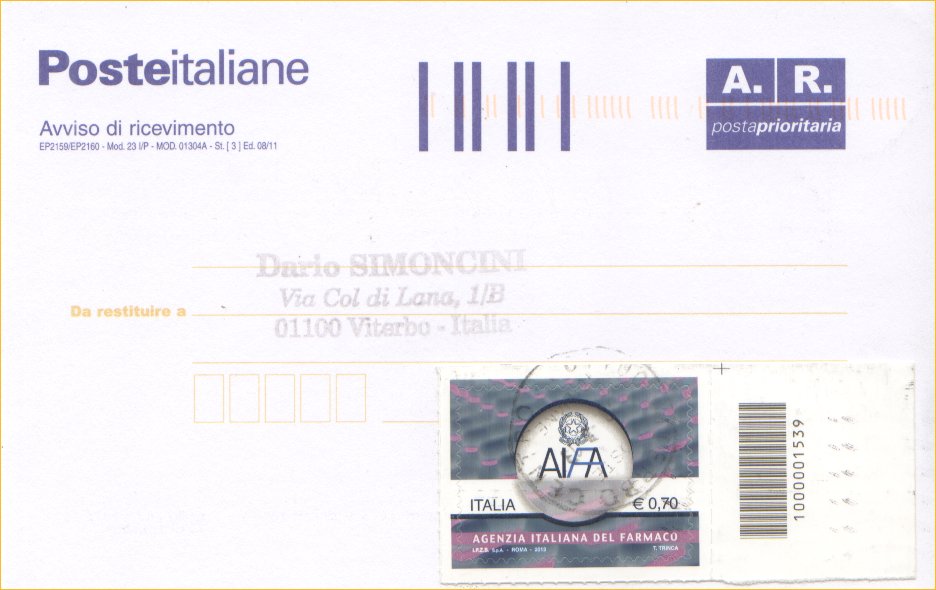 Posteitaliane
Avviso di ricevimento
EP2159/EP2160 - Mod. 23 I/P - MOD. 01304A - St. [ 3 ] Ed. 08/11
A. R.
postaprioritaria
Dario SIMONCINI
Via Col di Lana, 1/B
01100 Viterbo - Italia
Da restituire a
AIFA
ITALIA € 0,70
AGENZIA ITALIANA DEL FARMACO
I.P.Z.S. S.p.A. - ROMA - 2013 T. TRINCA
1000001539